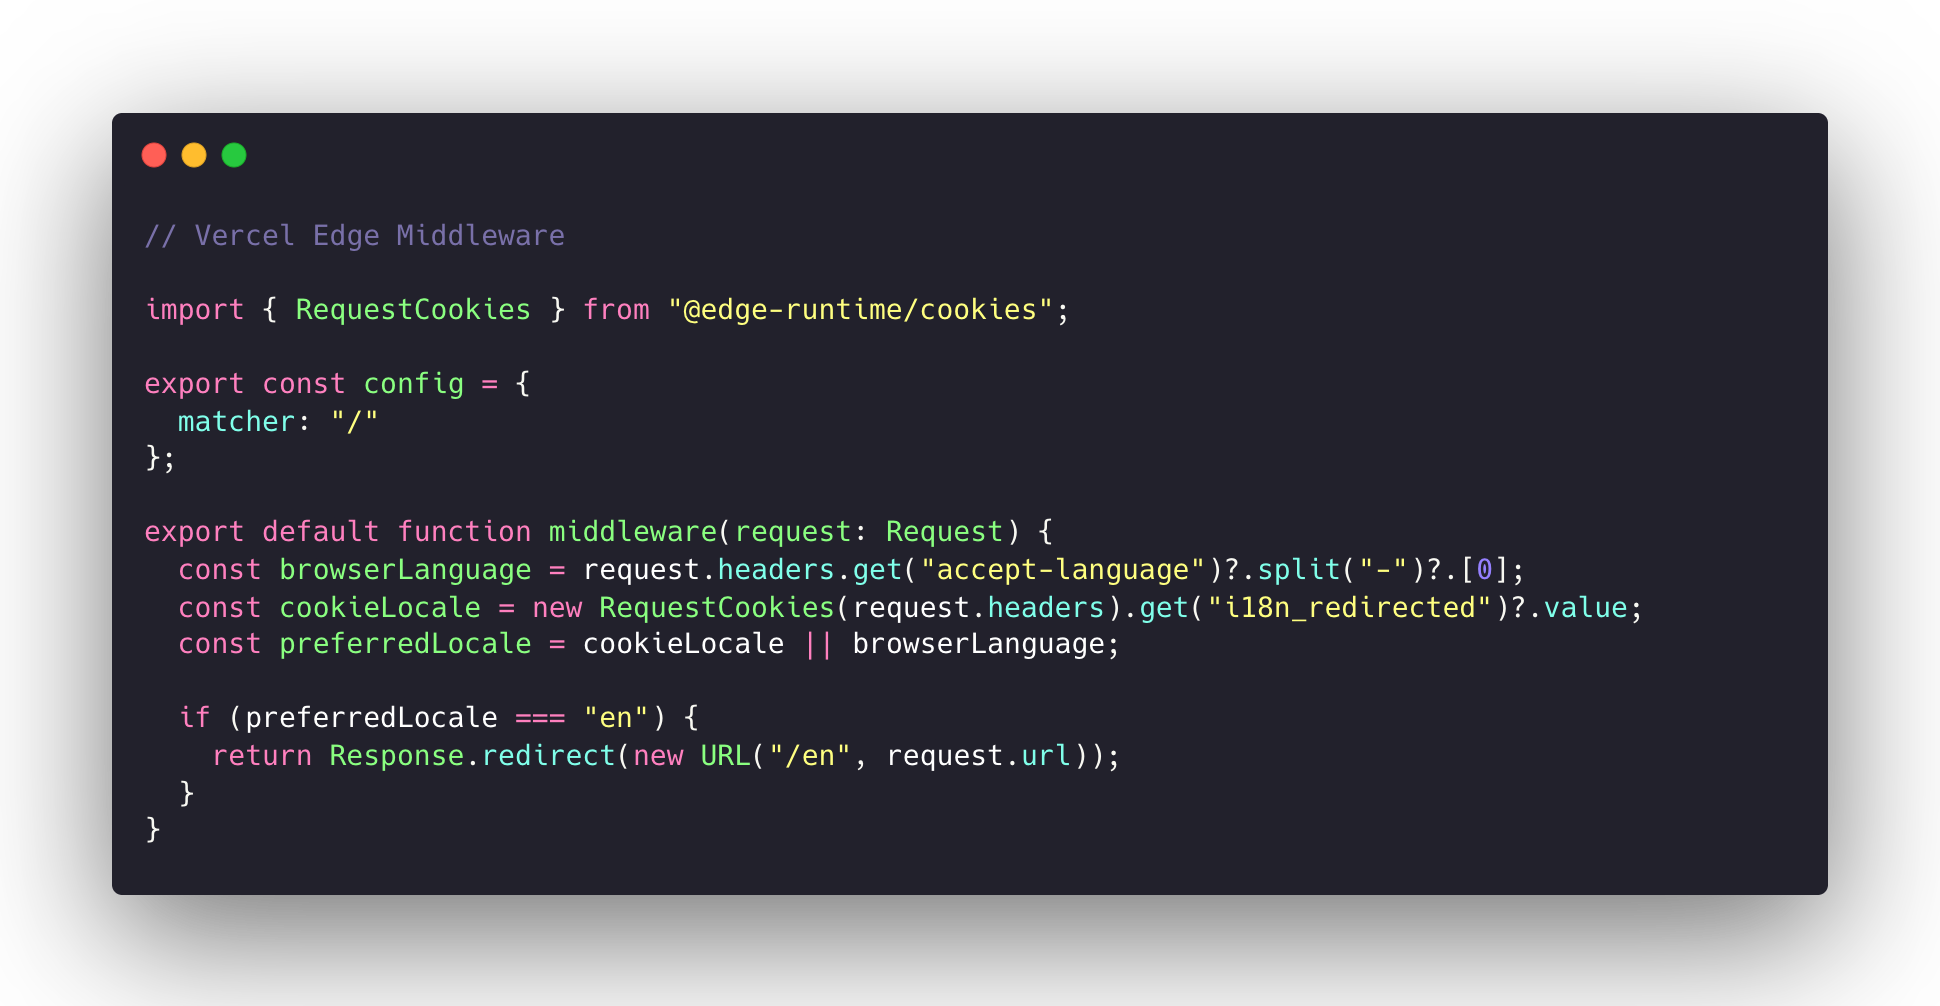 // Vercel Edge Middleware

import { RequestCookies } from "@edge-runtime/cookies";

export const config = {
  matcher: "/"
};

export default function middleware(request: Request) {
  const browserLanguage = request.headers.get("accept-language")?.split("-")?.[0];
  const cookieLocale = new RequestCookies(request.headers).get("i18n_redirected")?.value;
  const preferredLocale = cookieLocale || browserLanguage;

  if (preferredLocale === "en") {
    return Response.redirect(new URL("/en", request.url));
  }
}